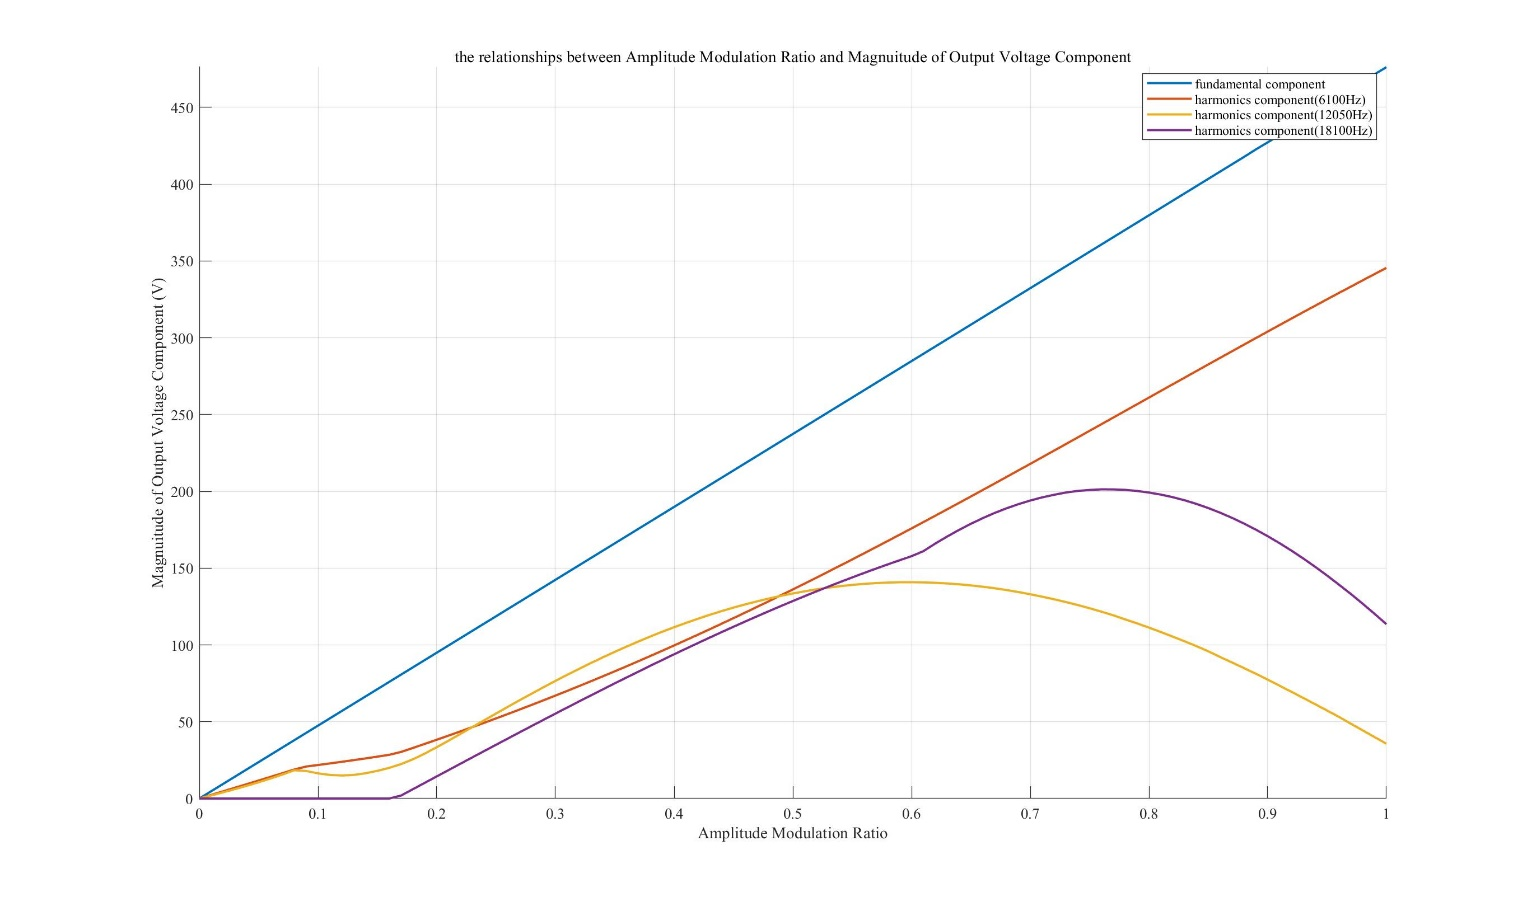 the relationships between Amplitude Modulation Ratio and Magnuitude of Output Voltage Component
fundamental component
harmonics component(6100Hz)
harmonics component(12050Hz)
harmonics component(18100Hz)
Magnuitude of Output Voltage Component (V)
450
400
350
300
250
200
150
100
50
0
0 0.1 0.2 0.3 0.4 0.5 0.6 0.7 0.8 0.9 1
Amplitude Modulation Ratio